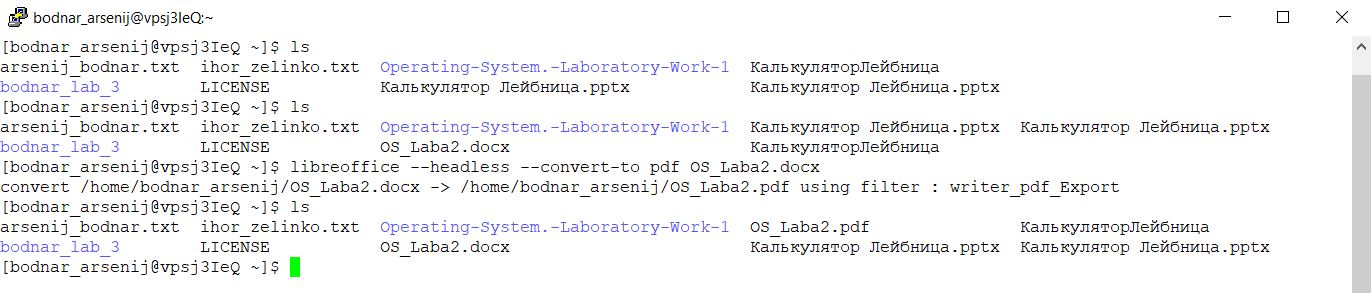 bodnar_arsenij@vpsj3IeQ:~
[bodnar_arsenij@vpsj3IeQ ~]$ ls
arsenij_bodnar.txt  ihor_zelinko.txt  Operating-System.-Laboratory-Work-1  КалькуляторЛейбница
bodnar_lab_3        LICENSE           Калькулятор Лейбница.pptx            Калькулятор Лейбница.pptx
[bodnar_arsenij@vpsj3IeQ ~]$ ls
arsenij_bodnar.txt  ihor_zelinko.txt  Operating-System.-Laboratory-Work-1  Калькулятор Лейбница.pptx  Калькулятор Лейбница.pptx
bodnar_lab_3        LICENSE           OS_Laba2.docx                        КалькуляторЛейбница
[bodnar_arsenij@vpsj3IeQ ~]$ libreoffice --headless --convert-to pdf OS_Laba2.docx
convert /home/bodnar_arsenij/OS_Laba2.docx -> /home/bodnar_arsenij/OS_Laba2.pdf using filter : writer_pdf_Export
[bodnar_arsenij@vpsj3IeQ ~]$ ls
arsenij_bodnar.txt  ihor_zelinko.txt  Operating-System.-Laboratory-Work-1  OS_Laba2.pdf               КалькуляторЛейбница
bodnar_lab_3        LICENSE           OS_Laba2.docx                        Калькулятор Лейбница.pptx  Калькулятор Лейбница.pptx
[bodnar_arsenij@vpsj3IeQ ~]$